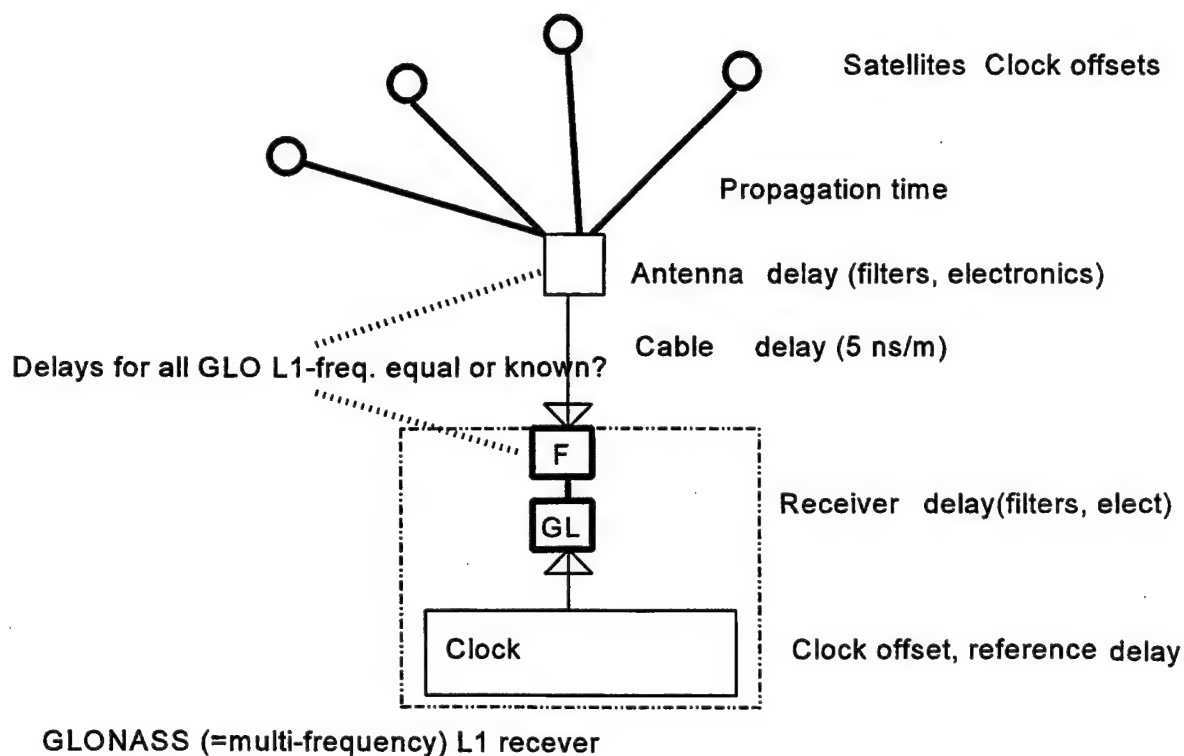 Satellites Clock offsets
Propagation time
Antenna delay (filters, electronics)
Cable delay (5 ns/m)
Delays for all GLO L1-freq. equal or known?
F
Receiver delay(filters, elect)
GL
Clock
Clock offset, reference delay
GLONASS (=multi-frequency) L1 recever